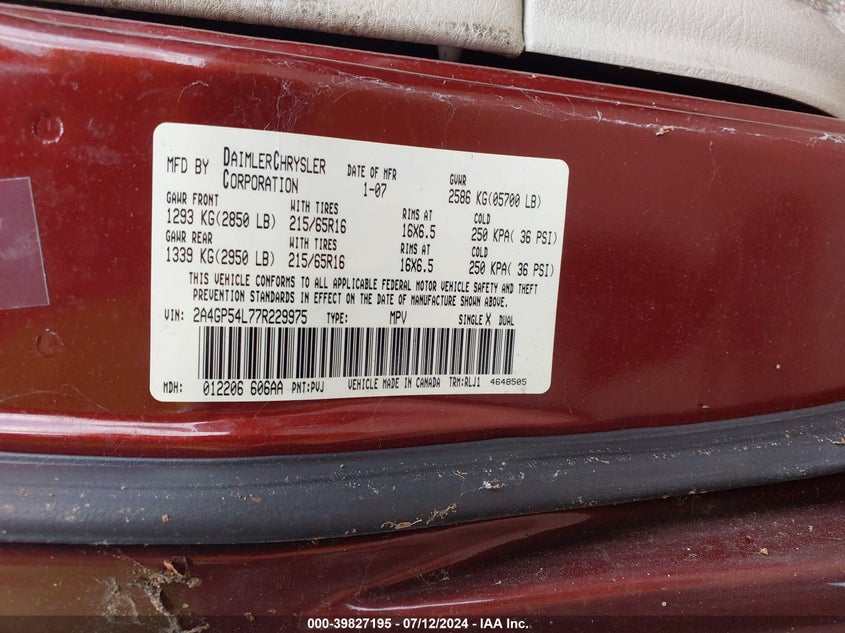 MFD BY DAIMLERCHRYSLER CORPORATION DATE OF MFR 1-07 GVWR 2586 KG(05700 LB)
GAWR FRONT WITH TIRES RIMS AT COLD
1293 KG(2850 LB) 215/65R16 16X6.5 250 KPA( 36 PSI)
GAWR REAR WITH TIRES RIMS AT COLD
1339 KG(2950 LB) 215/65R16 16X6.5 250 KPA( 36 PSI)
THIS VEHICLE CONFORMS TO ALL APPLICABLE FEDERAL MOTOR VEHICLE SAFETY AND THEFT
PREVENTION STANDARDS IN EFFECT ON THE DATE OF MANUFACTURE SHOWN ABOVE.
VIN: 2A4GP54L77R229975 TYPE: MPV SINGLE X DUAL
MDH: 012206 606AA PNT:PVJ VEHICLE MADE IN CANADA TRM:RLJ1 4648505
000-39827195 - 07/12/2024 - IAA Inc.